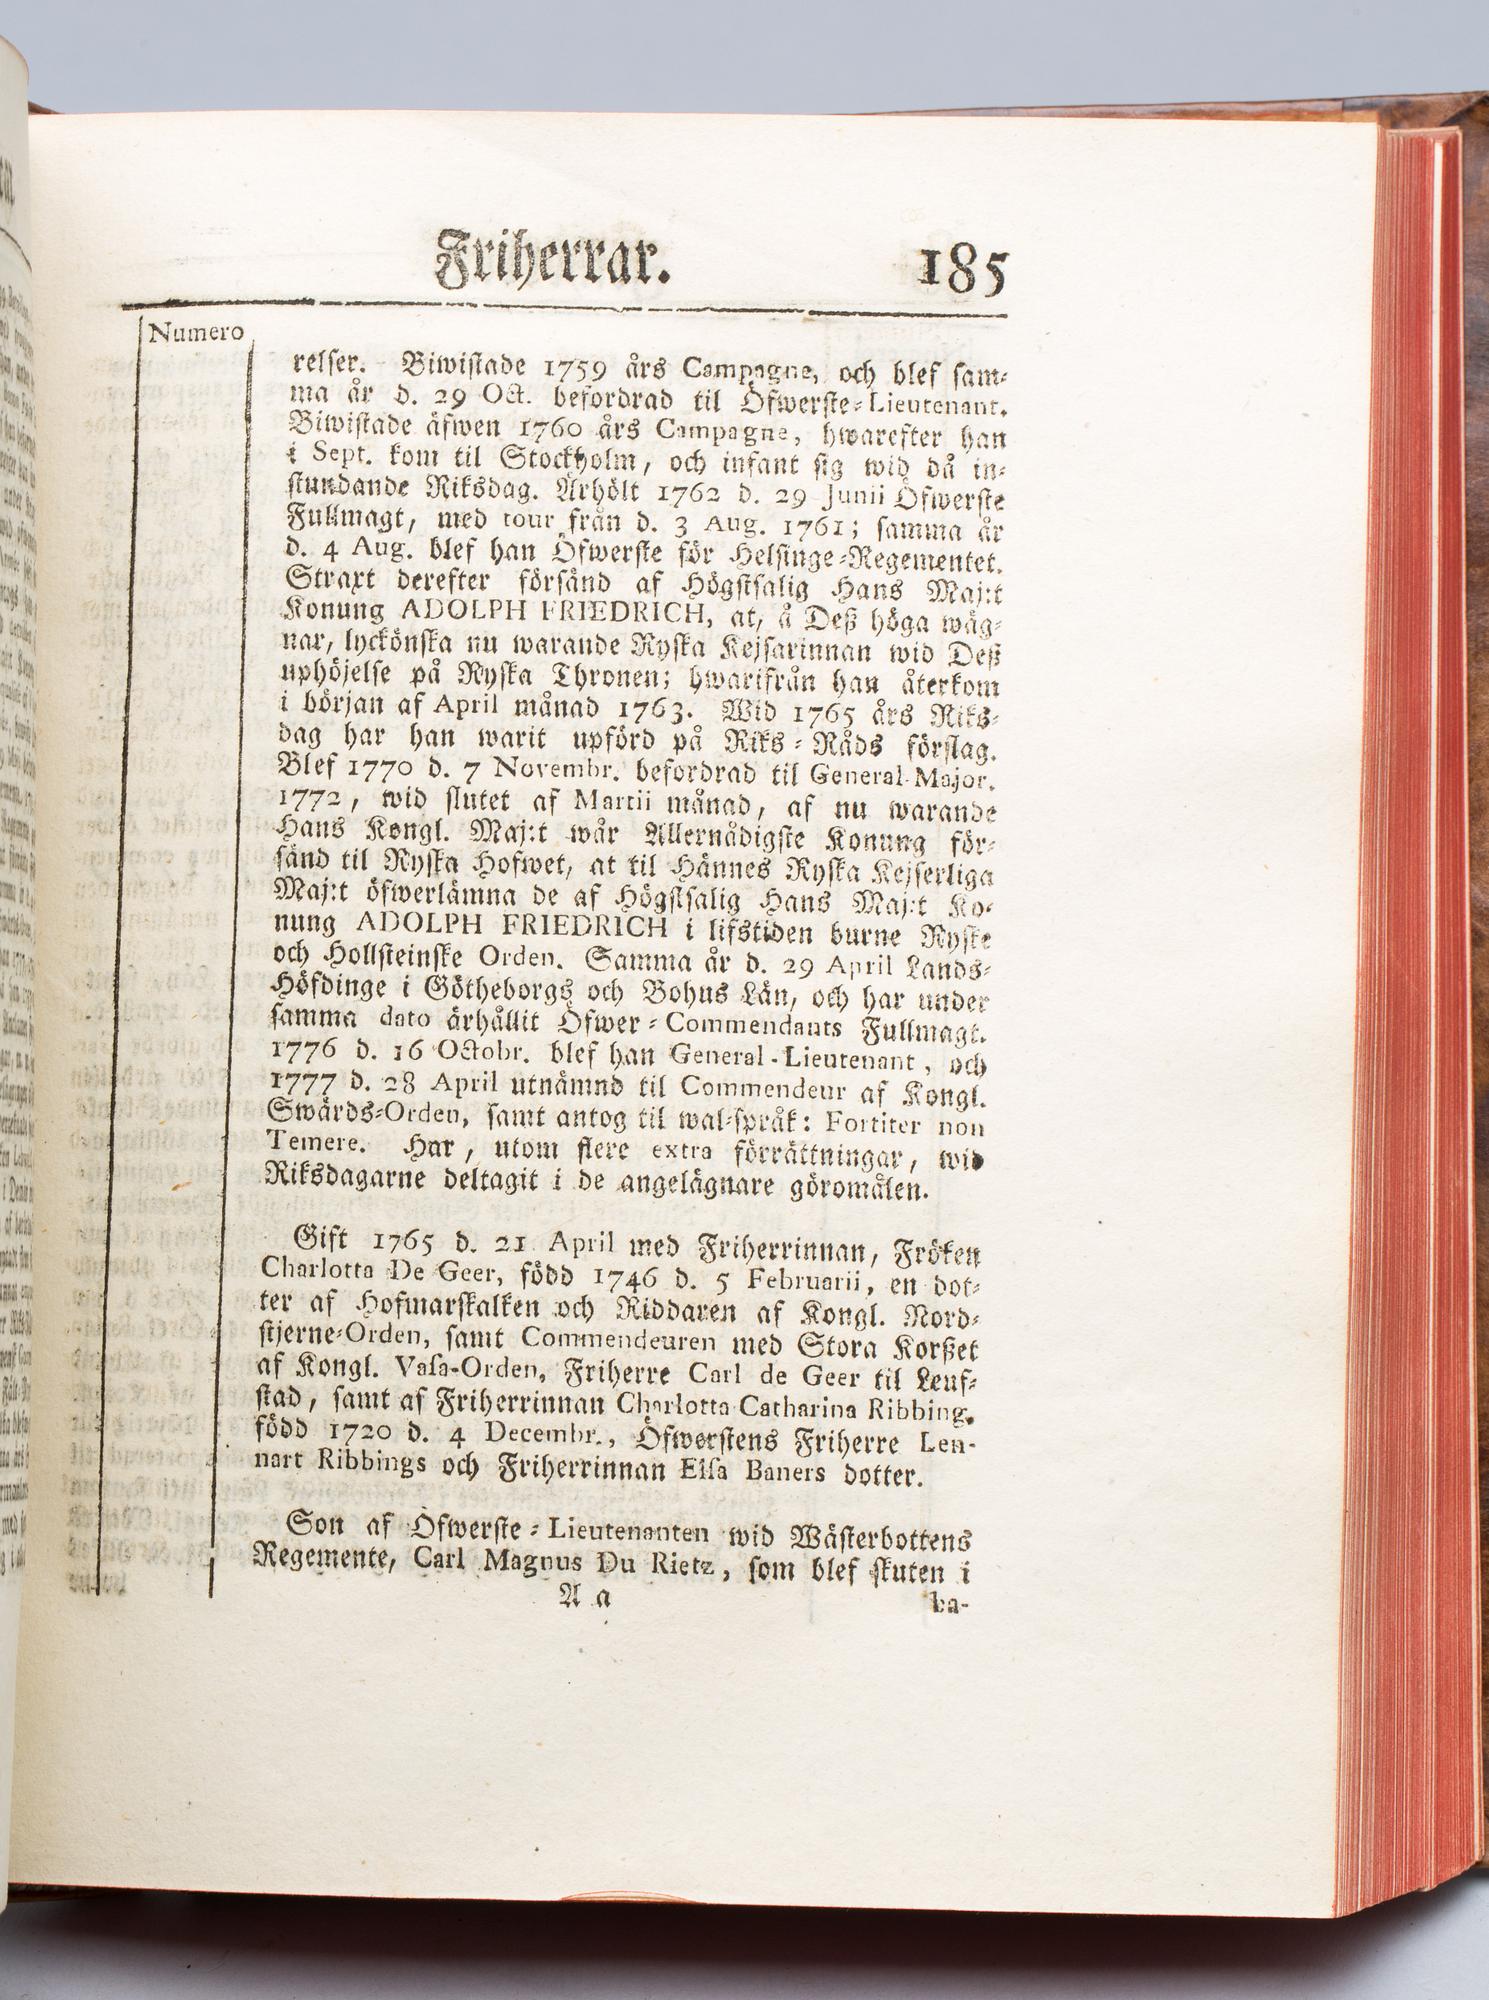 Friherrar. 185
Numero
relser. Biwistade 1759 års Campagne, och blef sam-
ma år d. 29 Oct. befordrad til Öfwerste-Lieutenant.
Biwistade äfwen 1760 års Campagne, hwarefter han
i Sept. kom til Stockholm, och infant sig wid då in-
stundande Riksdag. Ärhölt 1762 d. 29 Junii Öfwerste
Fullmagt, med tour från d. 3 Aug. 1761; samma år
d. 4 Aug. blef han Öfwerste för Helsinge-Regementet.
Straxt derefter försänd af Högstsalig Hans Maj:t
Konung ADOLPH FRIEDRICH, at, å Deß höga wäg-
nar, lyckönska nu warande Ryska Kejsarinnan wid Deß
uphöjelse på Ryska Thronen; hwarifrån han återkom
i början af April månad 1763. Wid 1765 års Riks-
dag har han warit upförd på Riks-Råds förslag.
Blef 1770 d. 7 Novembr. befordrad til General-Major.
1772, wid slutet af Martii månad, af nu warande
Hans Kongl. Maj:t wår Allernådigste Konung för-
sänd til Ryska Hofwet, at til Hännes Ryska Kejserliga
Maj:t öfwerlämna de af Högstsalig Hans Maj:t Ko-
nung ADOLPH FRIEDRICH i lifstiden burne Ryske
och Hollsteinske Orden. Samma år d. 29 April Lands-
Höfdinge i Götheborgs och Bohus Län, och har under
samma dato ärhållit Öfwer-Commendants Fullmagt.
1776 d. 16 Octobr. blef han General-Lieutenant, och
1777 d. 28 April utnämnd til Commendeur af Kongl.
Swärds-Orden, samt antog til wal-språk: Fortiter non
Temere. Har, utom flere extra förrättningar, wid
Riksdagarne deltagit i de angelägnare göromålen.
Gift 1765 d. 21 April med Friherrinnan, Fröken
Charlotta De Geer, född 1746 d. 5 Februarii, en dot-
ter af Hofmarskalken och Riddaren af Kongl. Nord-
stjerne-Orden, samt Commendeuren med Stora Korßet
af Kongl. Vasa-Orden, Friherre Carl de Geer til Leuf-
stad, samt af Friherrinnan Charlotta Catharina Ribbing,
född 1720 d. 4 Decembr., Öfwerstens Friherre Len-
nart Ribbings och Friherrinnan Elsa Baners dotter.
Son af Öfwerste-Lieutenanten wid Wästerbottens
Regemente, Carl Magnus Du Rietz, som blef skuten i
A a ba-